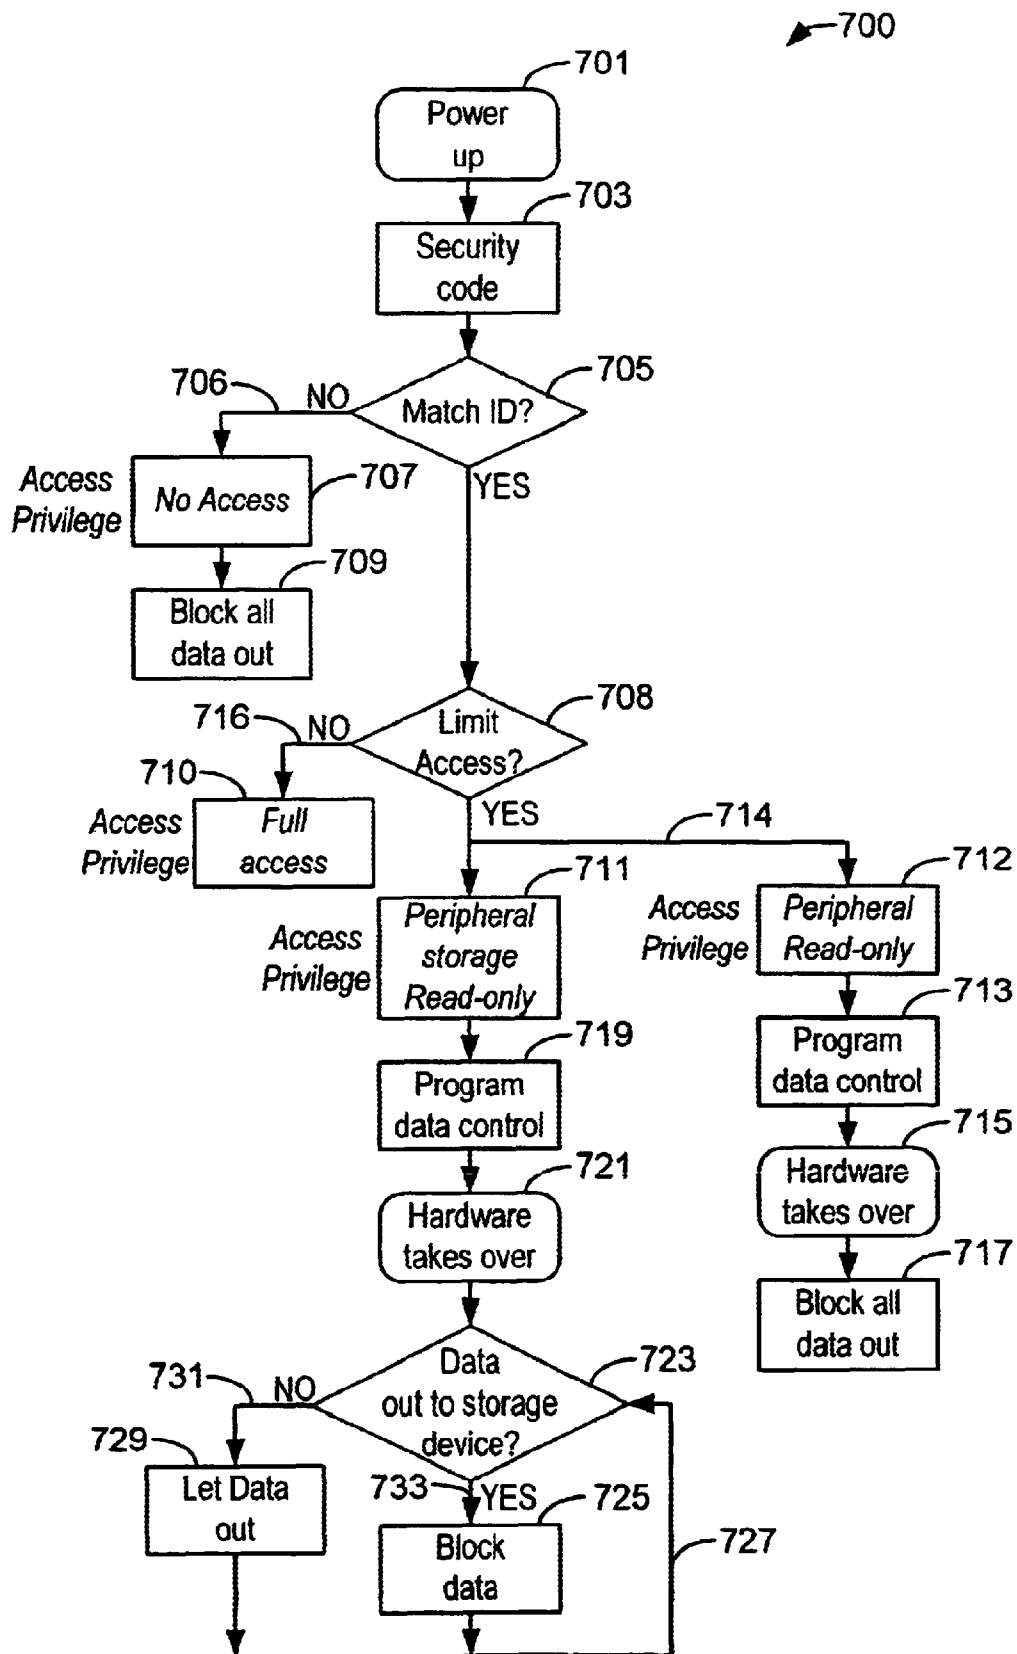 700
701
Power
up
703
Security
code
705
706
NO
Match ID?
YES
Access
Privilege
No Access
707
709
Block all
data out
708
716
NO
Limit
Access?
YES
710
Access
Privilege
Full
access
714
711
Access
Privilege
Peripheral
storage
Read-only
712
Access
Privilege
Peripheral
Read-only
719
Program
data control
713
Program
data control
721
Hardware
takes over
715
Hardware
takes over
717
Block all
data out
723
Data
out to storage
device?
731
NO
729
Let Data
out
733
YES
725
Block
data
727